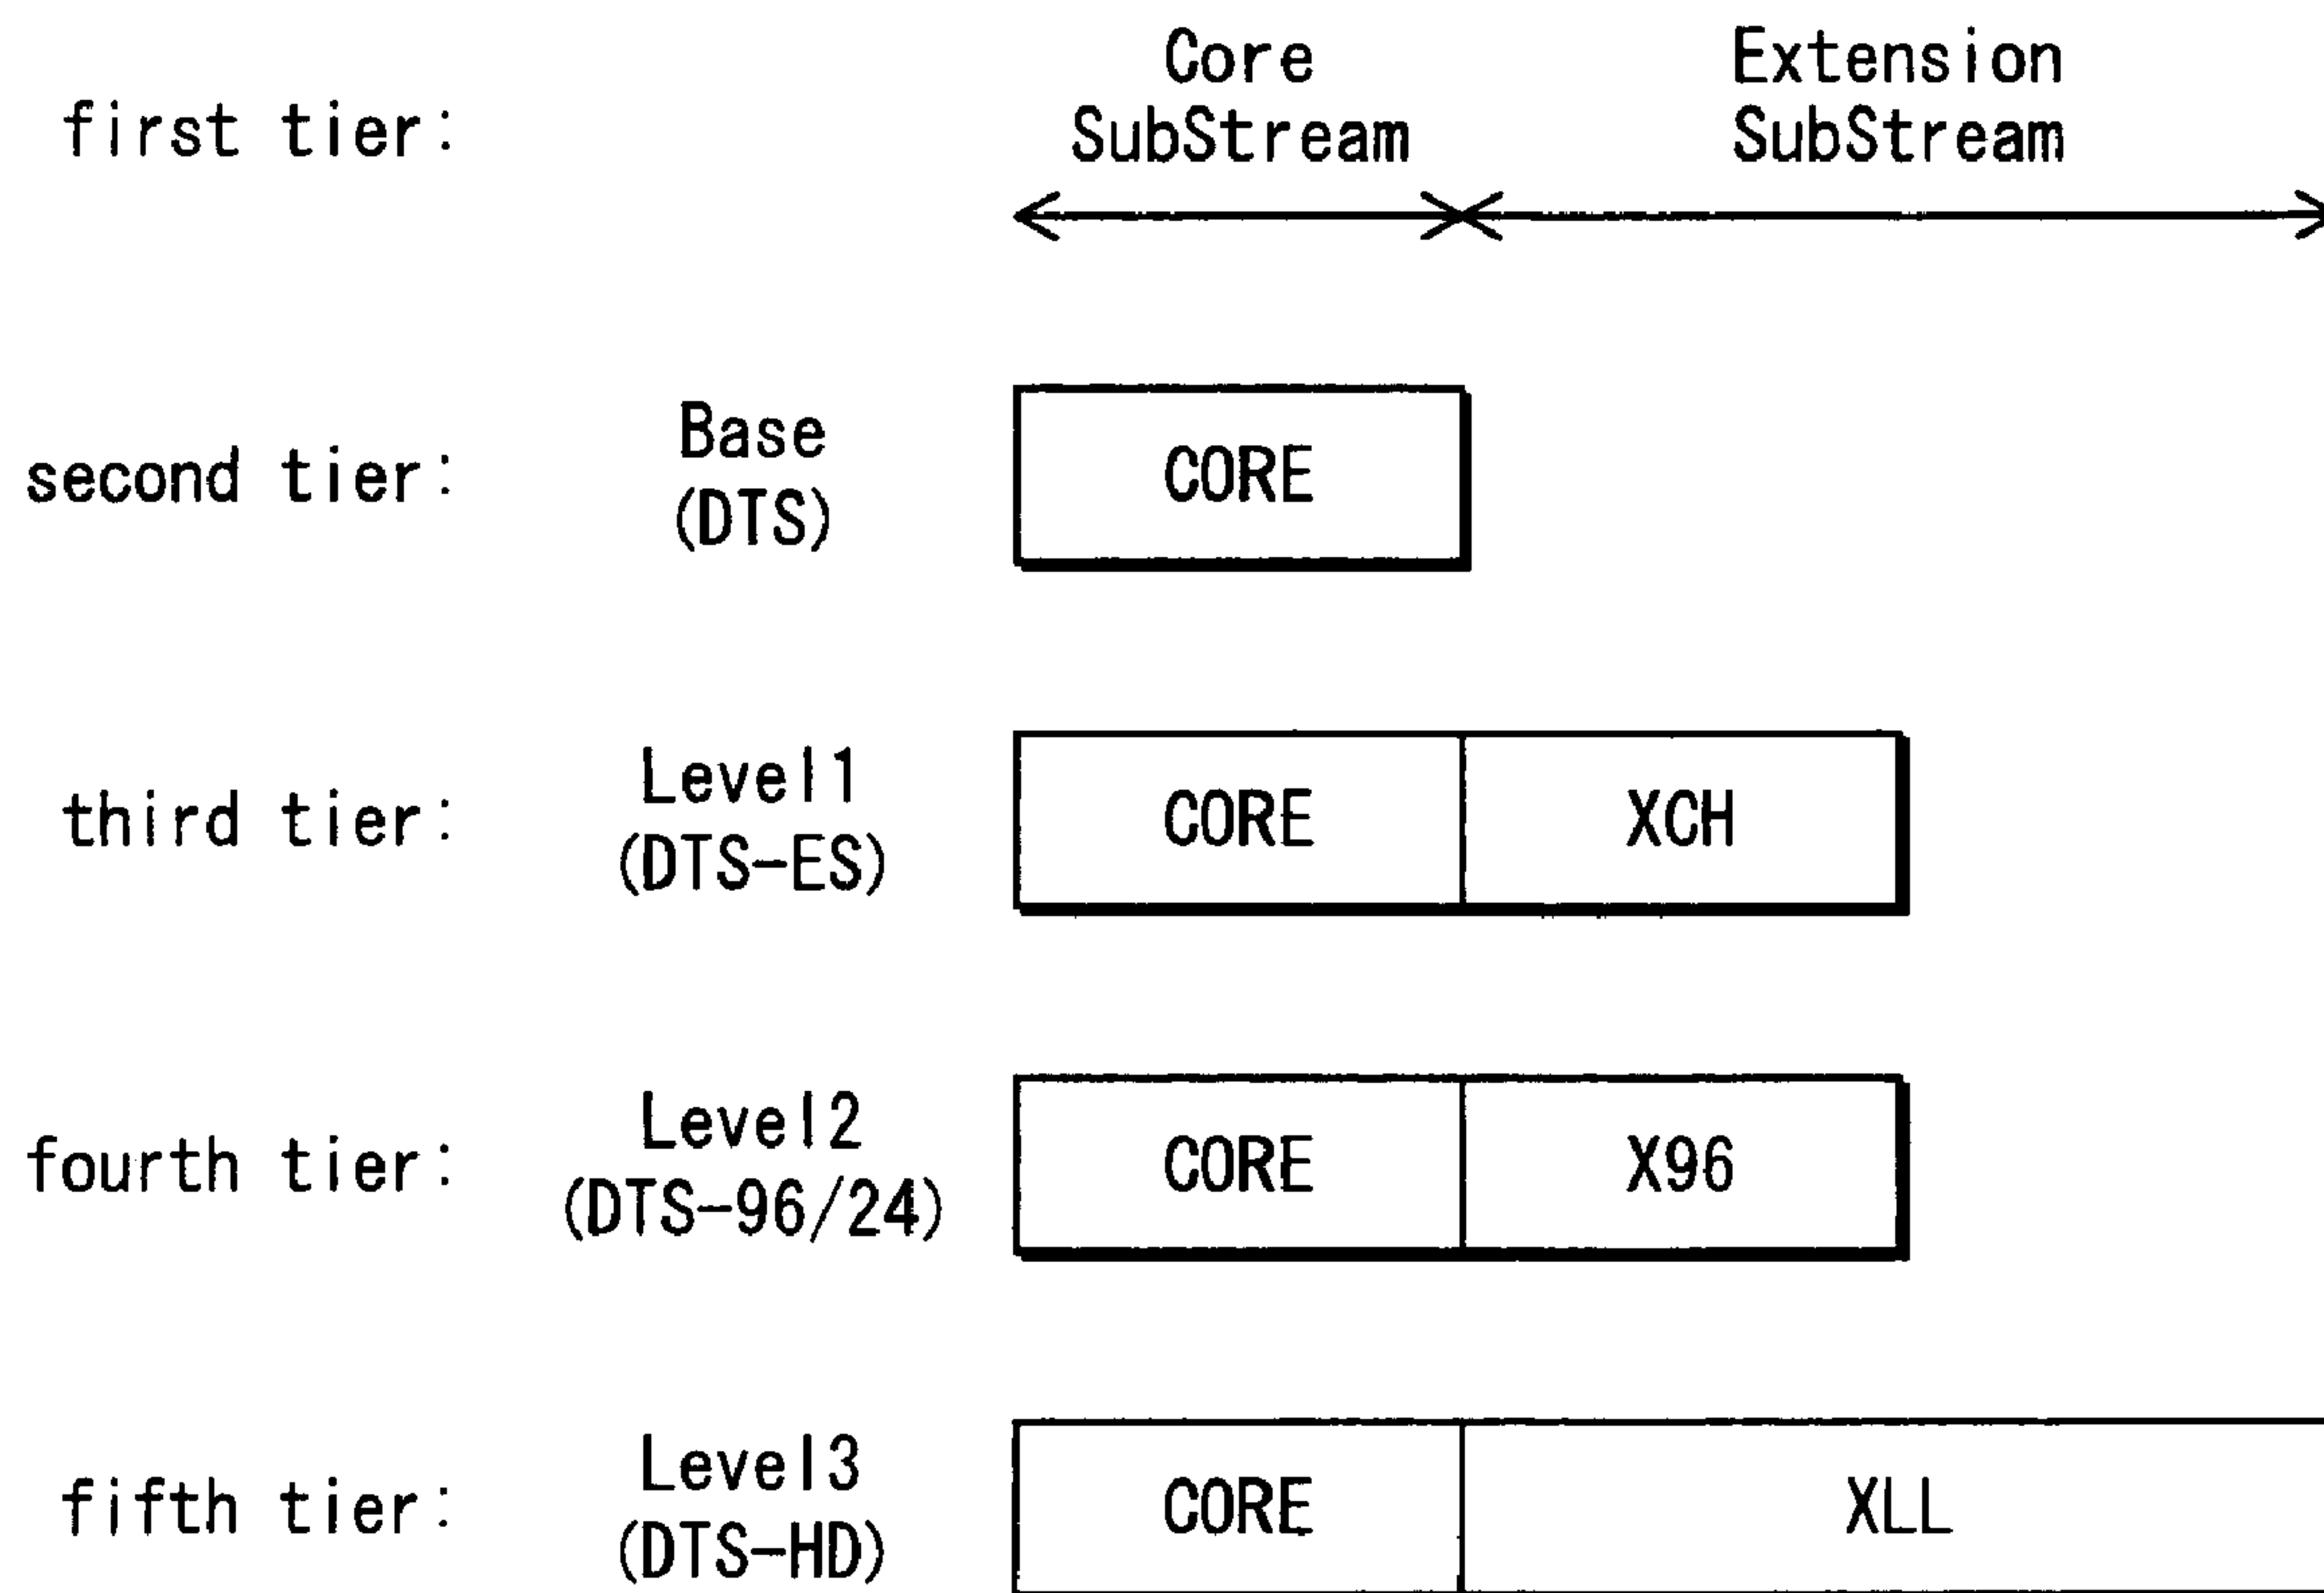 Core Extension
first tier: SubStream SubStream
Base
second tier: CORE
(DTS)
Level1
third tier: CORE XCH
(DTS-ES)
Level2
fourth tier: CORE X96
(DTS-96/24)
Level3
fifth tier: CORE XLL
(DTS-HD)